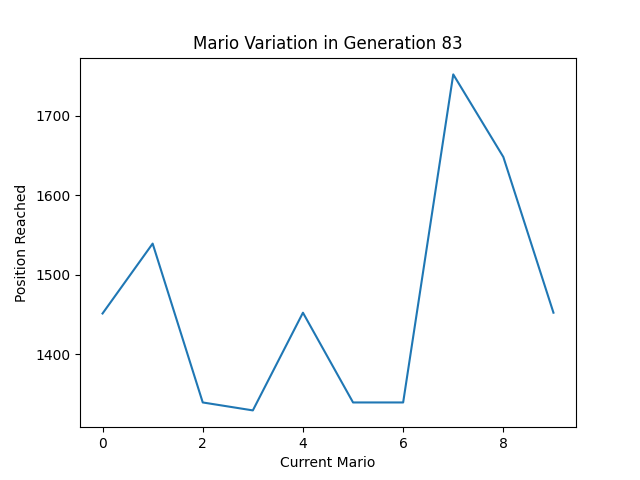 Mario Variation in Generation 83
1700
1600
1500
1400
Position Reached
0 2 4 6 8
Current Mario